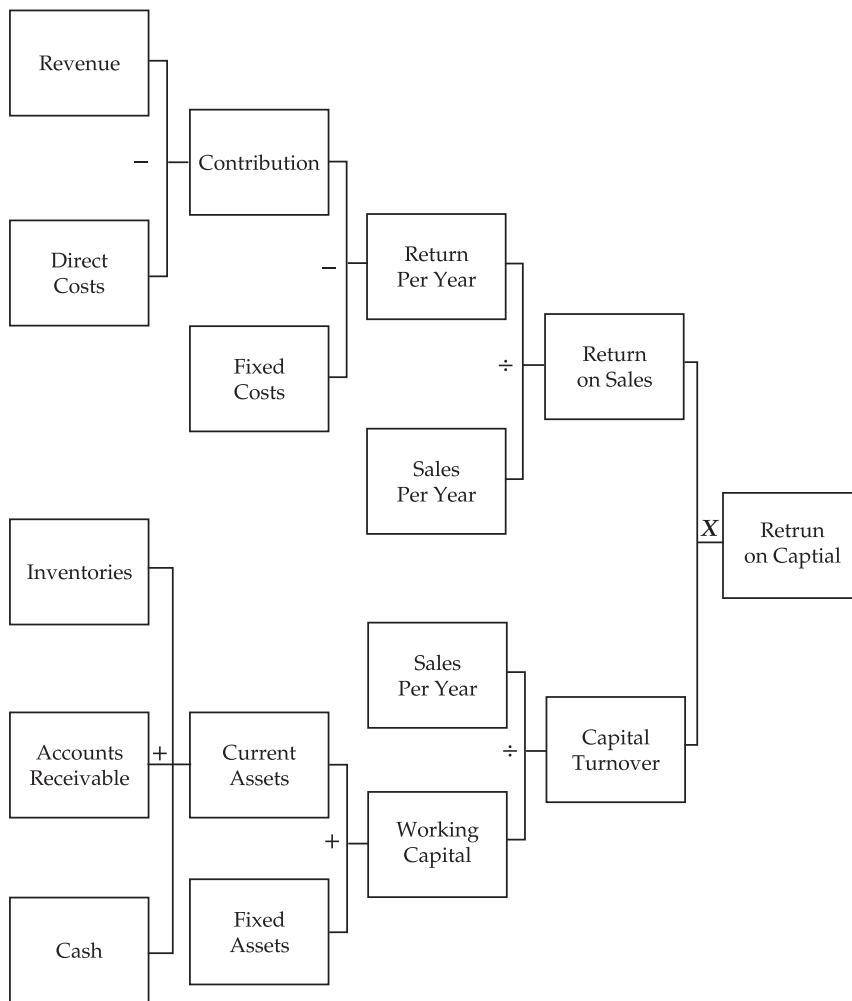 Revenue
−
Contribution
Direct
Costs
−
Return
Per Year
Fixed
Costs
÷
Return
on Sales
Sales
Per Year
X
Retrun
on Captial
Inventories
Sales
Per Year
Accounts
Receivable
+
Current
Assets
÷
Capital
Turnover
+
Working
Capital
Fixed
Assets
Cash